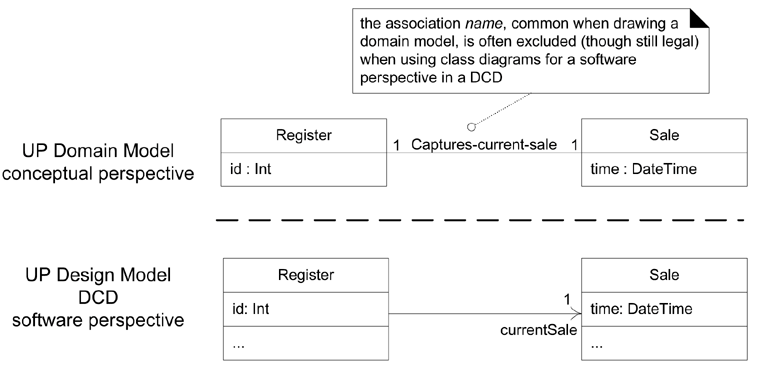 the association name, common when drawing a
domain model, is often excluded (though still legal)
when using class diagrams for a software
perspective in a DCD
UP Domain Model
conceptual perspective
Register
id : Int
1 Captures-current-sale 1
Sale
time : DateTime
UP Design Model
DCD
software perspective
Register
id: Int
...
1
currentSale
Sale
time: DateTime
...